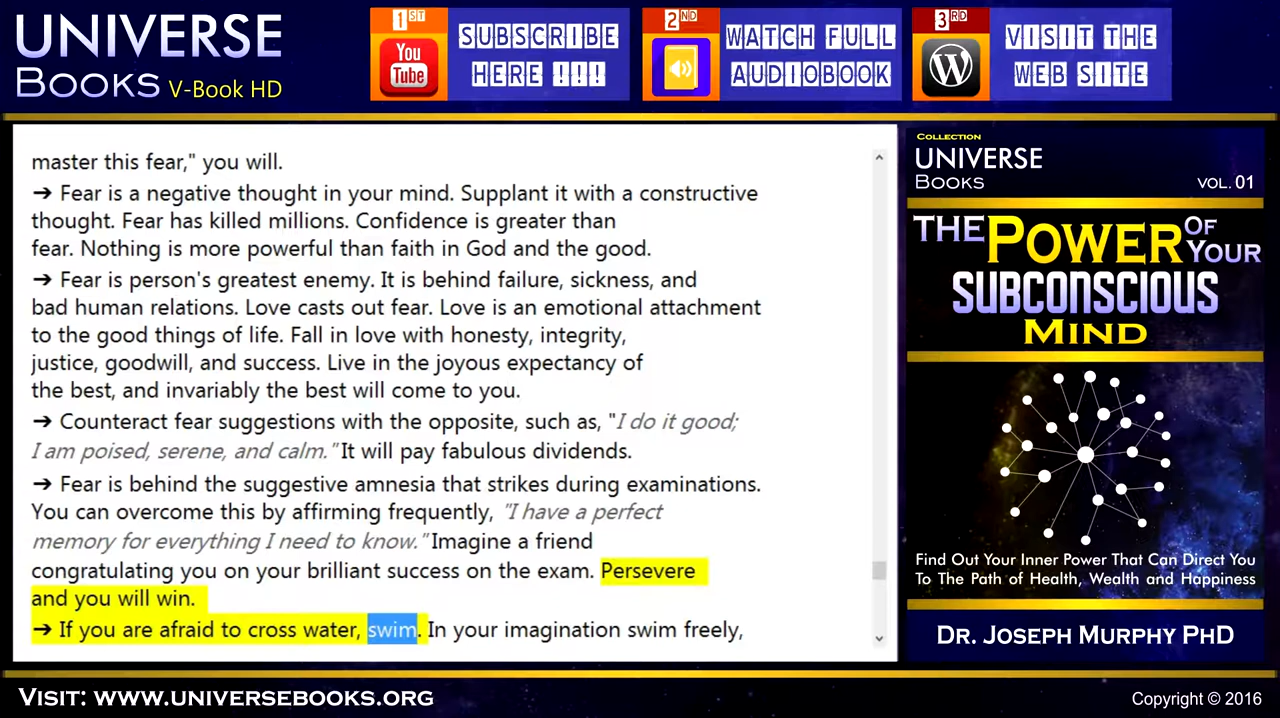 UNIVERSE
BOOKS V-Book HD
1ST
You
Tube
SUBSCRIBE
HERE !!!
2ND
WATCH FULL
AUDIOBOOK
3RD
VISIT THE
WEB SITE
master this fear," you will.
➔ Fear is a negative thought in your mind. Supplant it with a constructive
thought. Fear has killed millions. Confidence is greater than
fear. Nothing is more powerful than faith in God and the good.
➔ Fear is person's greatest enemy. It is behind failure, sickness, and
bad human relations. Love casts out fear. Love is an emotional attachment
to the good things of life. Fall in love with honesty, integrity,
justice, goodwill, and success. Live in the joyous expectancy of
the best, and invariably the best will come to you.
➔ Counteract fear suggestions with the opposite, such as, "I do it good;
I am poised, serene, and calm." It will pay fabulous dividends.
➔ Fear is behind the suggestive amnesia that strikes during examinations.
You can overcome this by affirming frequently, "I have a perfect
memory for everything I need to know." Imagine a friend
congratulating you on your brilliant success on the exam. Persevere
and you will win.
➔ If you are afraid to cross water, swim. In your imagination swim freely,
COLLECTION
UNIVERSE
BOOKS VOL. 01
THE POWER OF YOUR
SUBCONSCIOUS
MIND
Find Out Your Inner Power That Can Direct You
To The Path of Health, Wealth and Happiness
DR. JOSEPH MURPHY PHD
VISIT: WWW.UNIVERSEBOOKS.ORG
Copyright © 2016